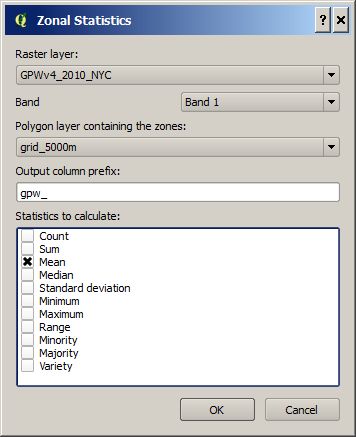 Zonal Statistics
Raster layer:
GPWv4_2010_NYC
Band Band 1
Polygon layer containing the zones:
grid_5000m
Output column prefix:
gpw_
Statistics to calculate:
Count
Sum
Mean
Median
Standard deviation
Minimum
Maximum
Range
Minority
Majority
Variety
OK Cancel